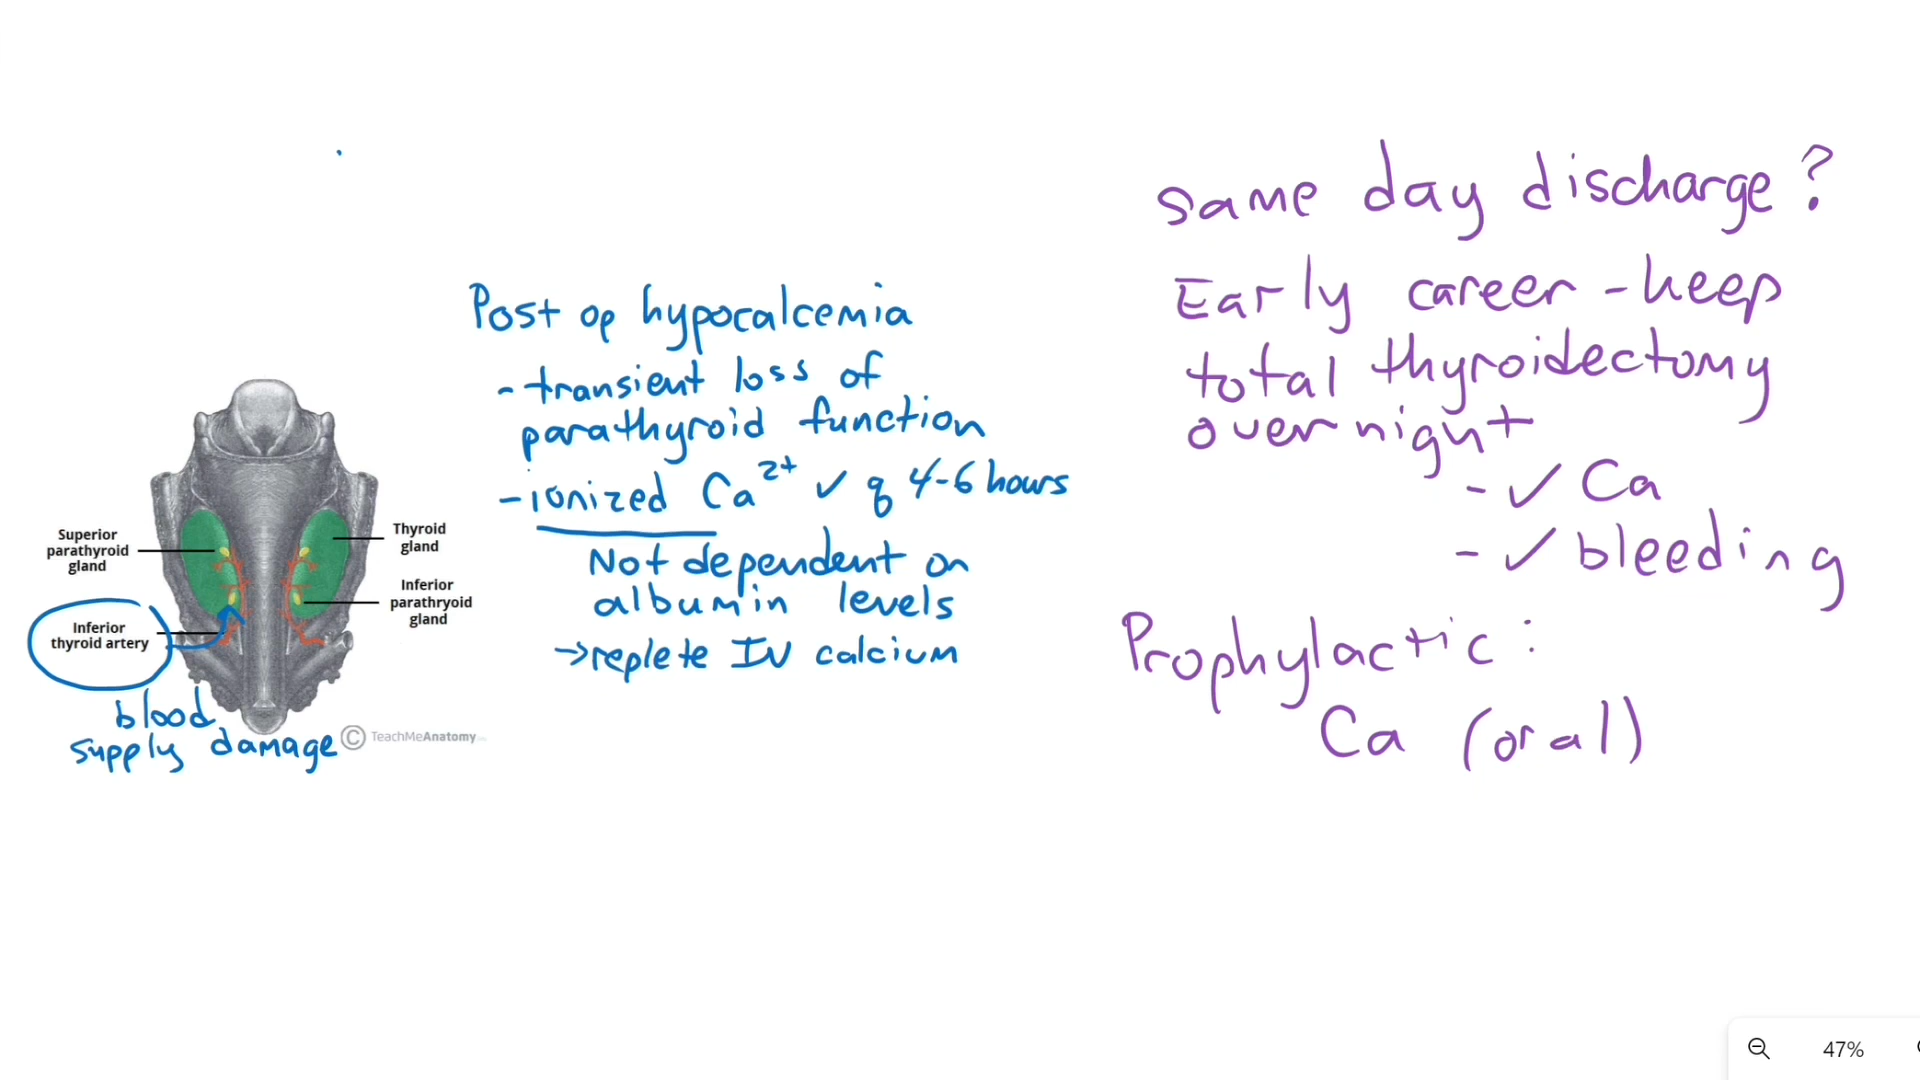 Superior
parathyroid
gland
Inferior
thyroid artery
Thyroid
gland
Inferior
parathryoid
gland
blood
supply damage
© TeachMeAnatomy
Post op hypocalcemia
- transient loss of
parathyroid function
- ionized Ca²⁺ ✓ q 4-6 hours
Not dependent on
albumin levels
→ replete IV calcium
same day discharge?
Early career - keep
total thyroidectomy
overnight
- ✓ Ca
- ✓ bleeding
Prophylactic:
Ca (oral)
47%